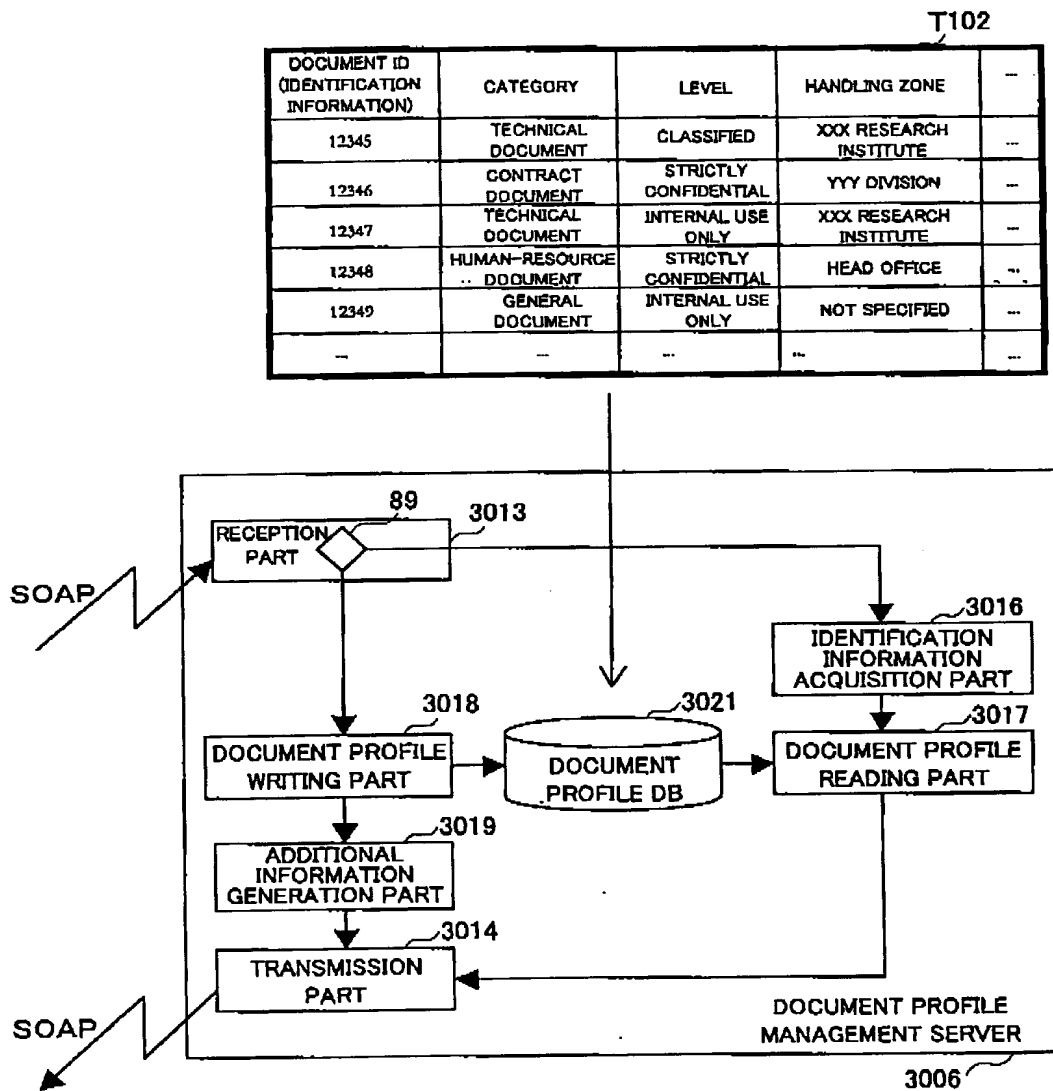 T102
DOCUMENT ID
(IDENTIFICATION
INFORMATION)
CATEGORY
LEVEL
HANDLING ZONE
...
12345
TECHNICAL
DOCUMENT
CLASSIFIED
XXX RESEARCH
INSTITUTE
...
12346
CONTRACT
DOCUMENT
STRICTLY
CONFIDENTIAL
YYY DIVISION
...
12347
TECHNICAL
DOCUMENT
INTERNAL USE
ONLY
XXX RESEARCH
INSTITUTE
...
12348
HUMAN-RESOURCE
DOCUMENT
STRICTLY
CONFIDENTIAL
HEAD OFFICE
...
12349
GENERAL
DOCUMENT
INTERNAL USE
ONLY
NOT SPECIFIED
...
...
...
...
...
...
89
3013
RECEPTION
PART
SOAP
3016
IDENTIFICATION
INFORMATION
ACQUISITION PART
3018
DOCUMENT PROFILE
WRITING PART
3021
DOCUMENT
PROFILE DB
3017
DOCUMENT PROFILE
READING PART
3019
ADDITIONAL
INFORMATION
GENERATION PART
3014
TRANSMISSION
PART
SOAP
DOCUMENT PROFILE
MANAGEMENT SERVER
3006